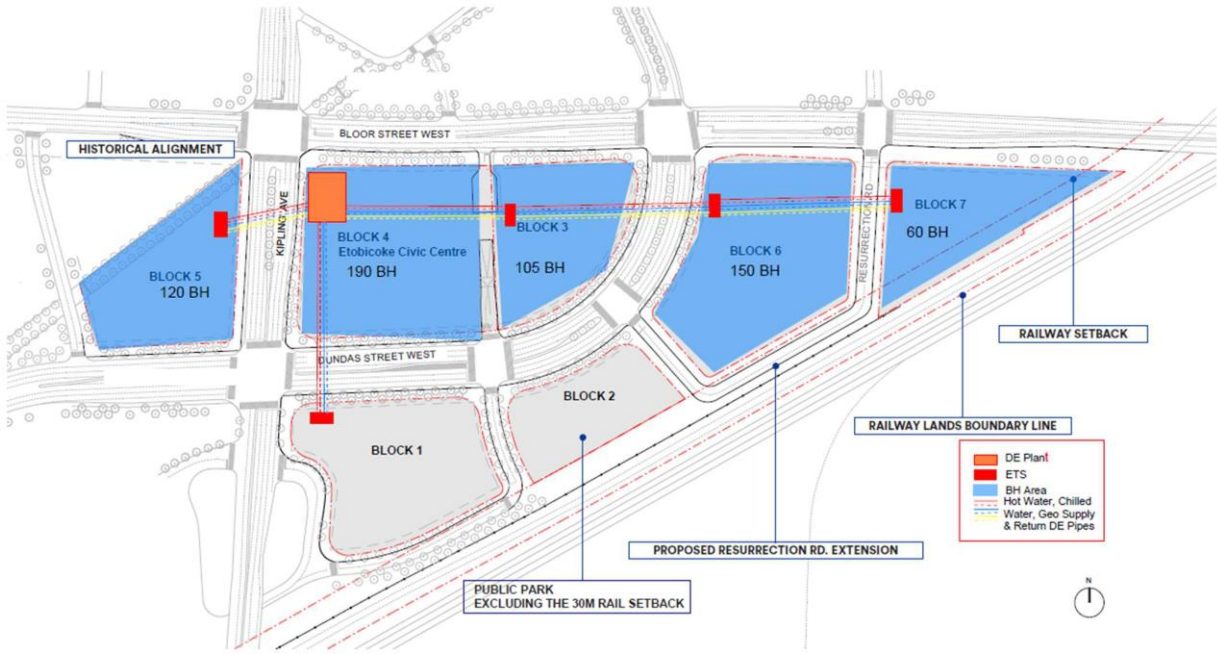 BLOOR STREET WEST
HISTORICAL ALIGNMENT
KIPLING AVE
BLOCK 5
120 BH
BLOCK 4
Etobicoke Civic Centre
190 BH
BLOCK 3
105 BH
BLOCK 6
150 BH
RESURRECTION RD
BLOCK 7
60 BH
RAILWAY SETBACK
DUNDAS STREET WEST
BLOCK 2
BLOCK 1
RAILWAY LANDS BOUNDARY LINE
DE Plant
ETS
BH Area
Hot Water, Chilled
Water, Geo Supply
& Return DE Pipes
PROPOSED RESURRECTION RD. EXTENSION
PUBLIC PARK
EXCLUDING THE 30M RAIL SETBACK
N